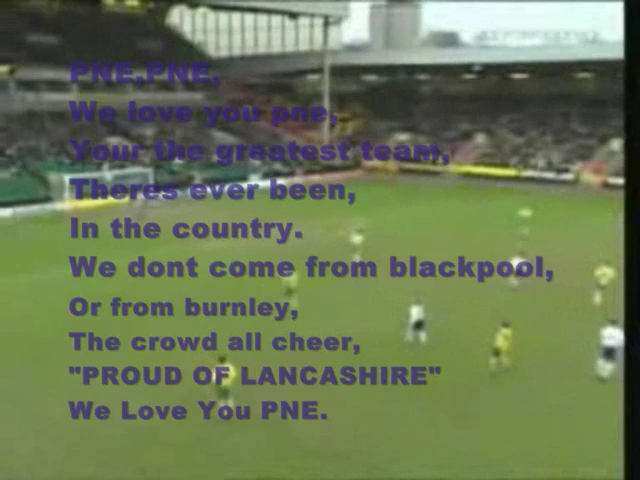 PNE,PNE,
We love you pne,
Your the greatest team,
Theres ever been,
In the country.
We dont come from blackpool,
Or from burnley,
The crowd all cheer,
"PROUD OF LANCASHIRE"
We Love You PNE.